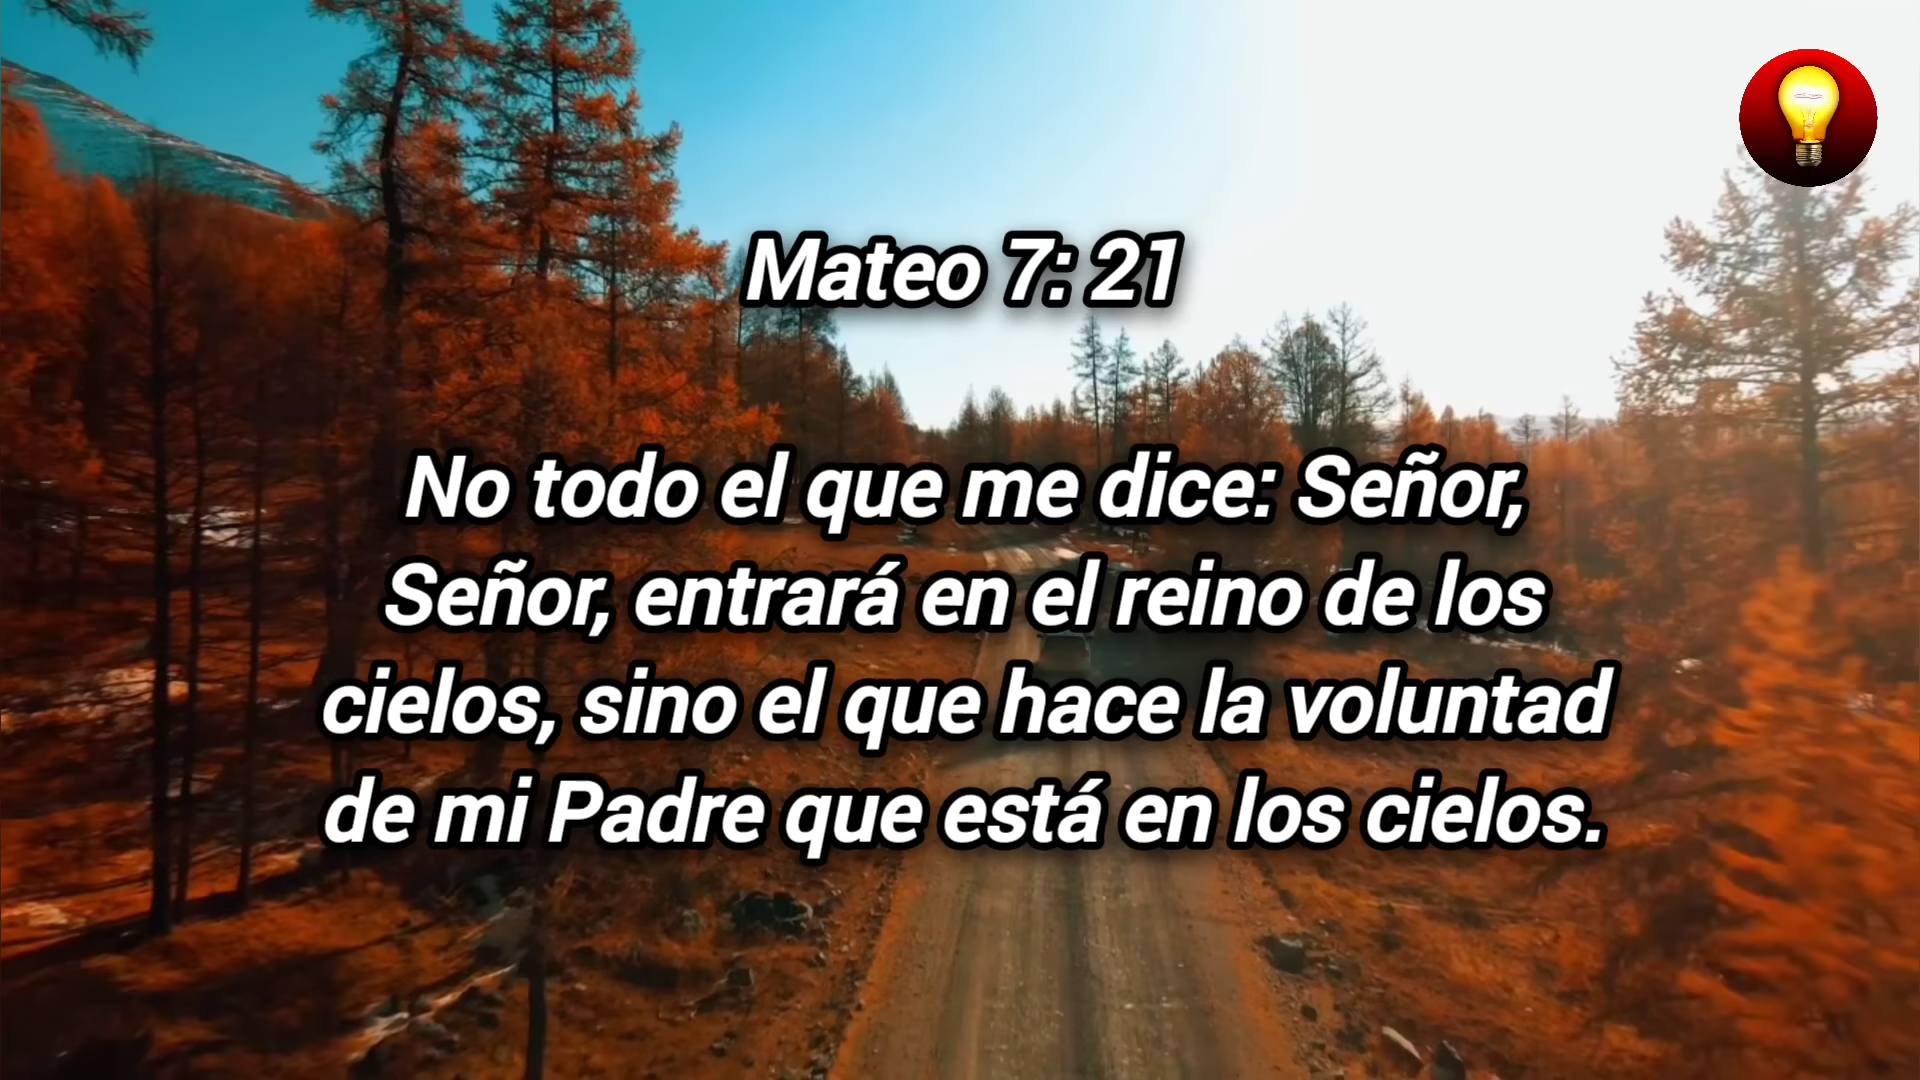 Mateo 7: 21
No todo el que me dice: Señor,
Señor, entrará en el reino de los
cielos, sino el que hace la voluntad
de mi Padre que está en los cielos.